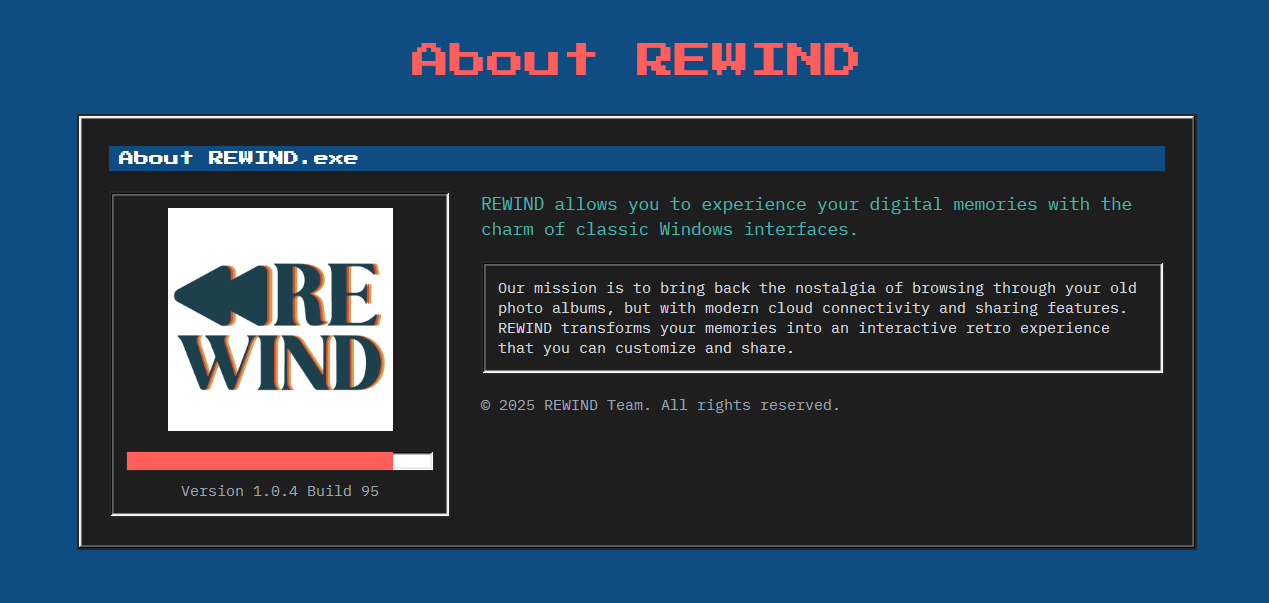 About REWIND
About REWIND.exe
RE
WIND
Version 1.0.4 Build 95
REWIND allows you to experience your digital memories with the
charm of classic Windows interfaces.
Our mission is to bring back the nostalgia of browsing through your old
photo albums, but with modern cloud connectivity and sharing features.
REWIND transforms your memories into an interactive retro experience
that you can customize and share.
© 2025 REWIND Team. All rights reserved.